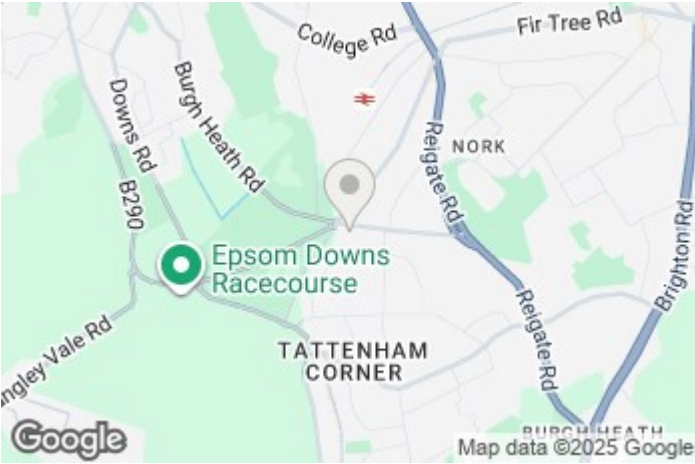 College Rd
Fir Tree Rd
Burgh Heath Rd
Downs Rd
B290
Reigate Rd
NORK
Brighton Rd
Epsom Downs
Racecourse
Reigate Rd
TATTENHAM
CORNER
ngley Vale Rd
BURGH HEATH
Google
Map data ©2025 Google